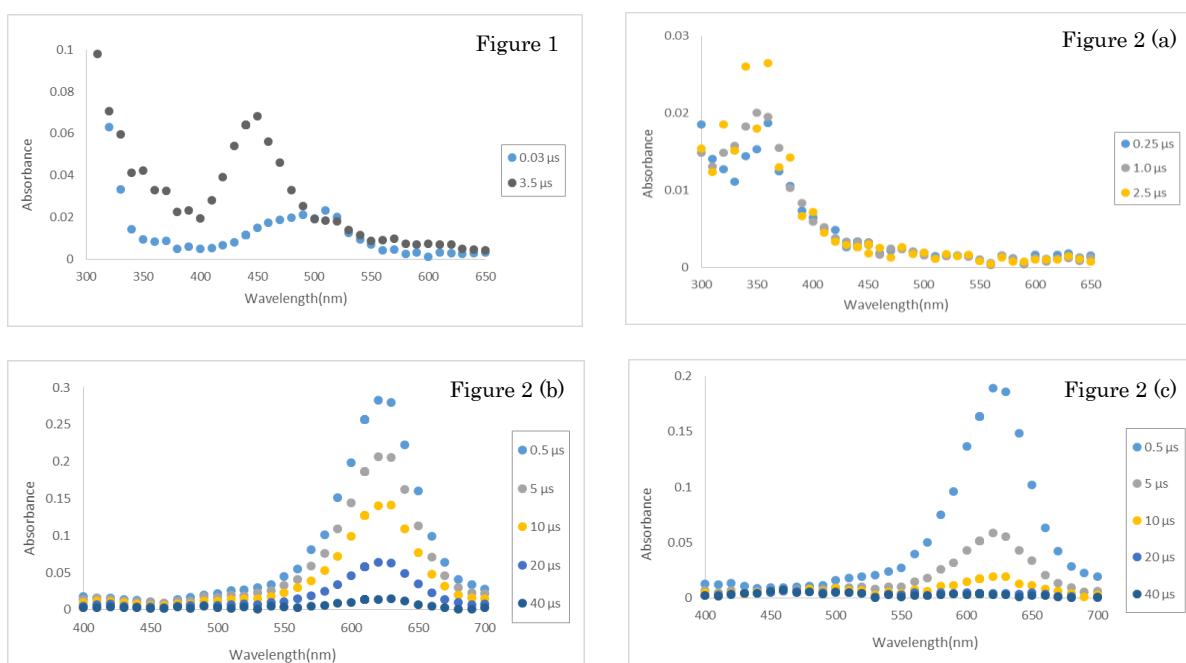 Figure 1
0.1
0.08
0.06
0.04
0.02
0
Absorbance
300 350 400 450 500 550 600 650
Wavelength(nm)
0.03 µs
3.5 µs
Figure 2 (a)
0.03
0.02
0.01
0
Absorbance
300 350 400 450 500 550 600 650
Wavelength(nm)
0.25 µs
1.0 µs
2.5 µs
Figure 2 (b)
0.3
0.25
0.2
0.15
0.1
0.05
0
Absorbance
400 450 500 550 600 650 700
Wavelength(nm)
0.5 µs
5 µs
10 µs
20 µs
40 µs
Figure 2 (c)
0.2
0.15
0.1
0.05
0
Absorbance
400 450 500 550 600 650 700
Wavelength(nm)
0.5 µs
5 µs
10 µs
20 µs
40 µs